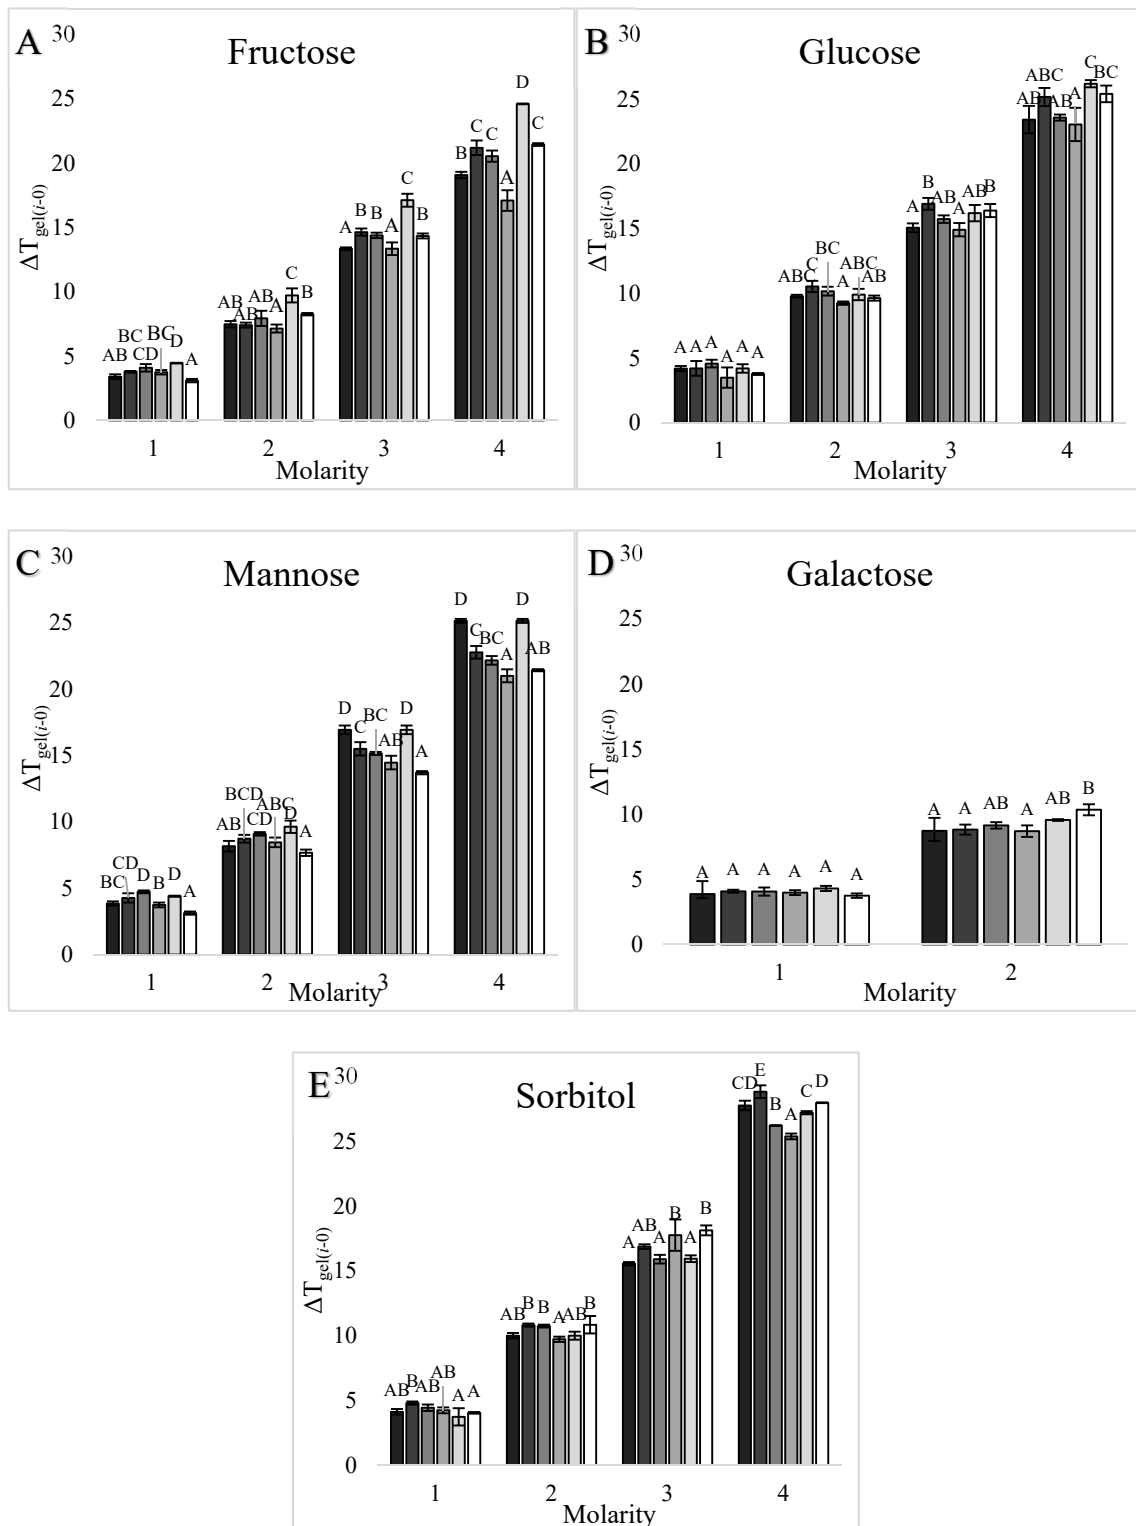 A
Fructose
30
25
20
15
10
5
0
ΔTgel(i-0)
AB BC CD BC D A
AB AB AB A C B
A B B A C B
B C C A D C
1 2 3 4
Molarity
B
Glucose
30
25
20
15
10
5
0
ΔTgel(i-0)
A A A A A A
ABC C BC A ABC AB
A B AB A AB B
AB ABC AB A C BC
1 2 3 4
Molarity
C
Mannose
30
25
20
15
10
5
0
ΔTgel(i-0)
BC CD D B D A
AB BCD CD ABC D A
D C BC AB D A
D C BC A D AB
1 2 3 4
Molarity
D
Galactose
30
25
20
15
10
5
0
ΔTgel(i-0)
A A A A A A
A A AB A AB B
1 2
Molarity
E
Sorbitol
30
25
20
15
10
5
0
ΔTgel(i-0)
AB B AB AB A A
AB B B A AB B
A AB A B A B
CD E B A C D
1 2 3 4
Molarity